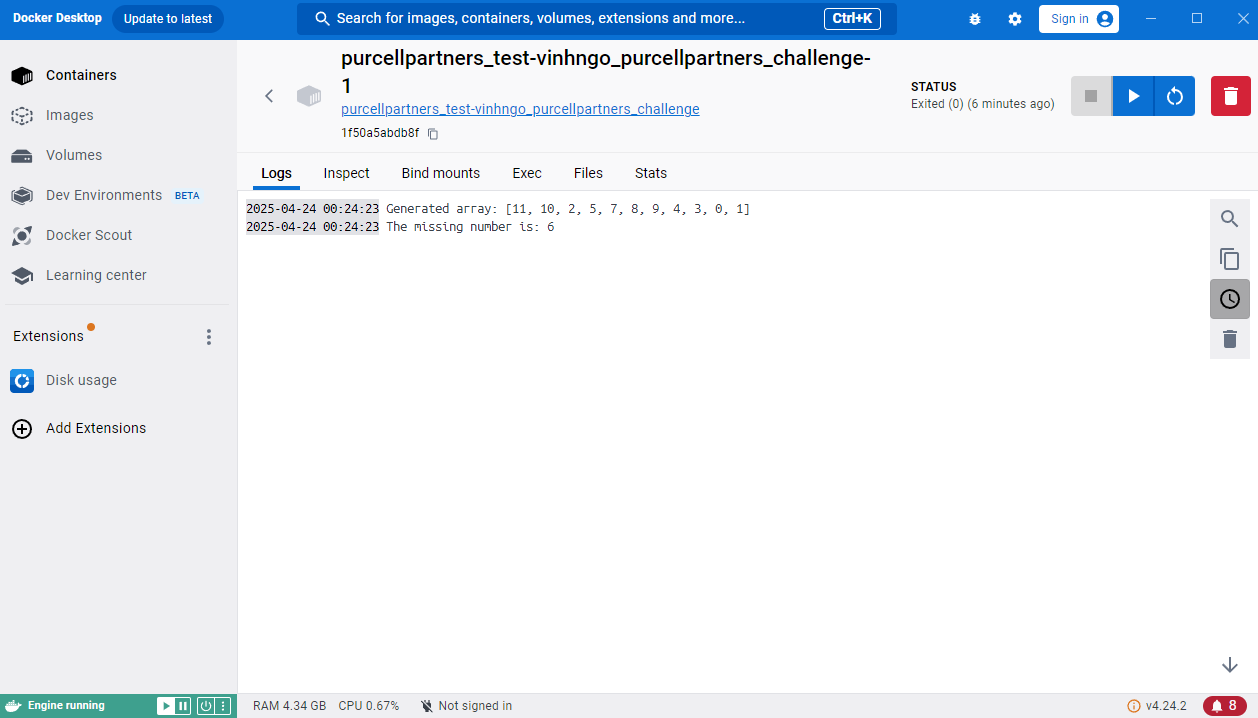 Docker Desktop
Update to latest
Search for images, containers, volumes, extensions and more...
Ctrl+K
Sign in
Containers
Images
Volumes
Dev Environments BETA
Docker Scout
Learning center
Extensions
Disk usage
Add Extensions
purcellpartners_test-vinhngo_purcellpartners_challenge-
1
purcellpartners_test-vinhngo_purcellpartners_challenge
1f50a5abdb8f
STATUS
Exited (0) (6 minutes ago)
Logs Inspect Bind mounts Exec Files Stats
2025-04-24 00:24:23 Generated array: [11, 10, 2, 5, 7, 8, 9, 4, 3, 0, 1]
2025-04-24 00:24:23 The missing number is: 6
Engine running
RAM 4.34 GB CPU 0.67% Not signed in
v4.24.2
8